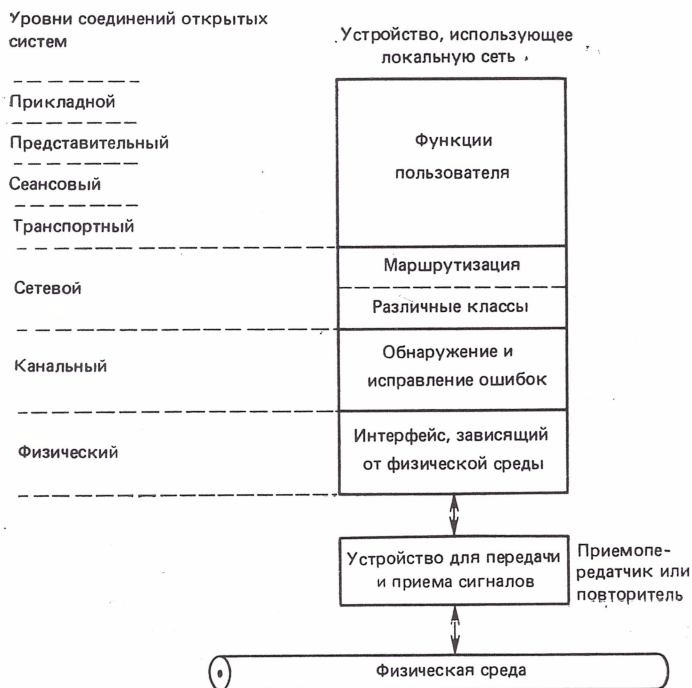 Уровни соединений открытых
систем
Устройство, использующее
локальную сеть
Прикладной
Представительный
Сеансовый
Транспортный
Функции
пользователя
Сетевой
Маршрутизация
Различные классы
Канальный
Обнаружение и
исправление ошибок
Физический
Интерфейс, зависящий
от физической среды
Устройство для передачи
и приема сигналов
Приемопе-
редатчик или
повторитель
Физическая среда